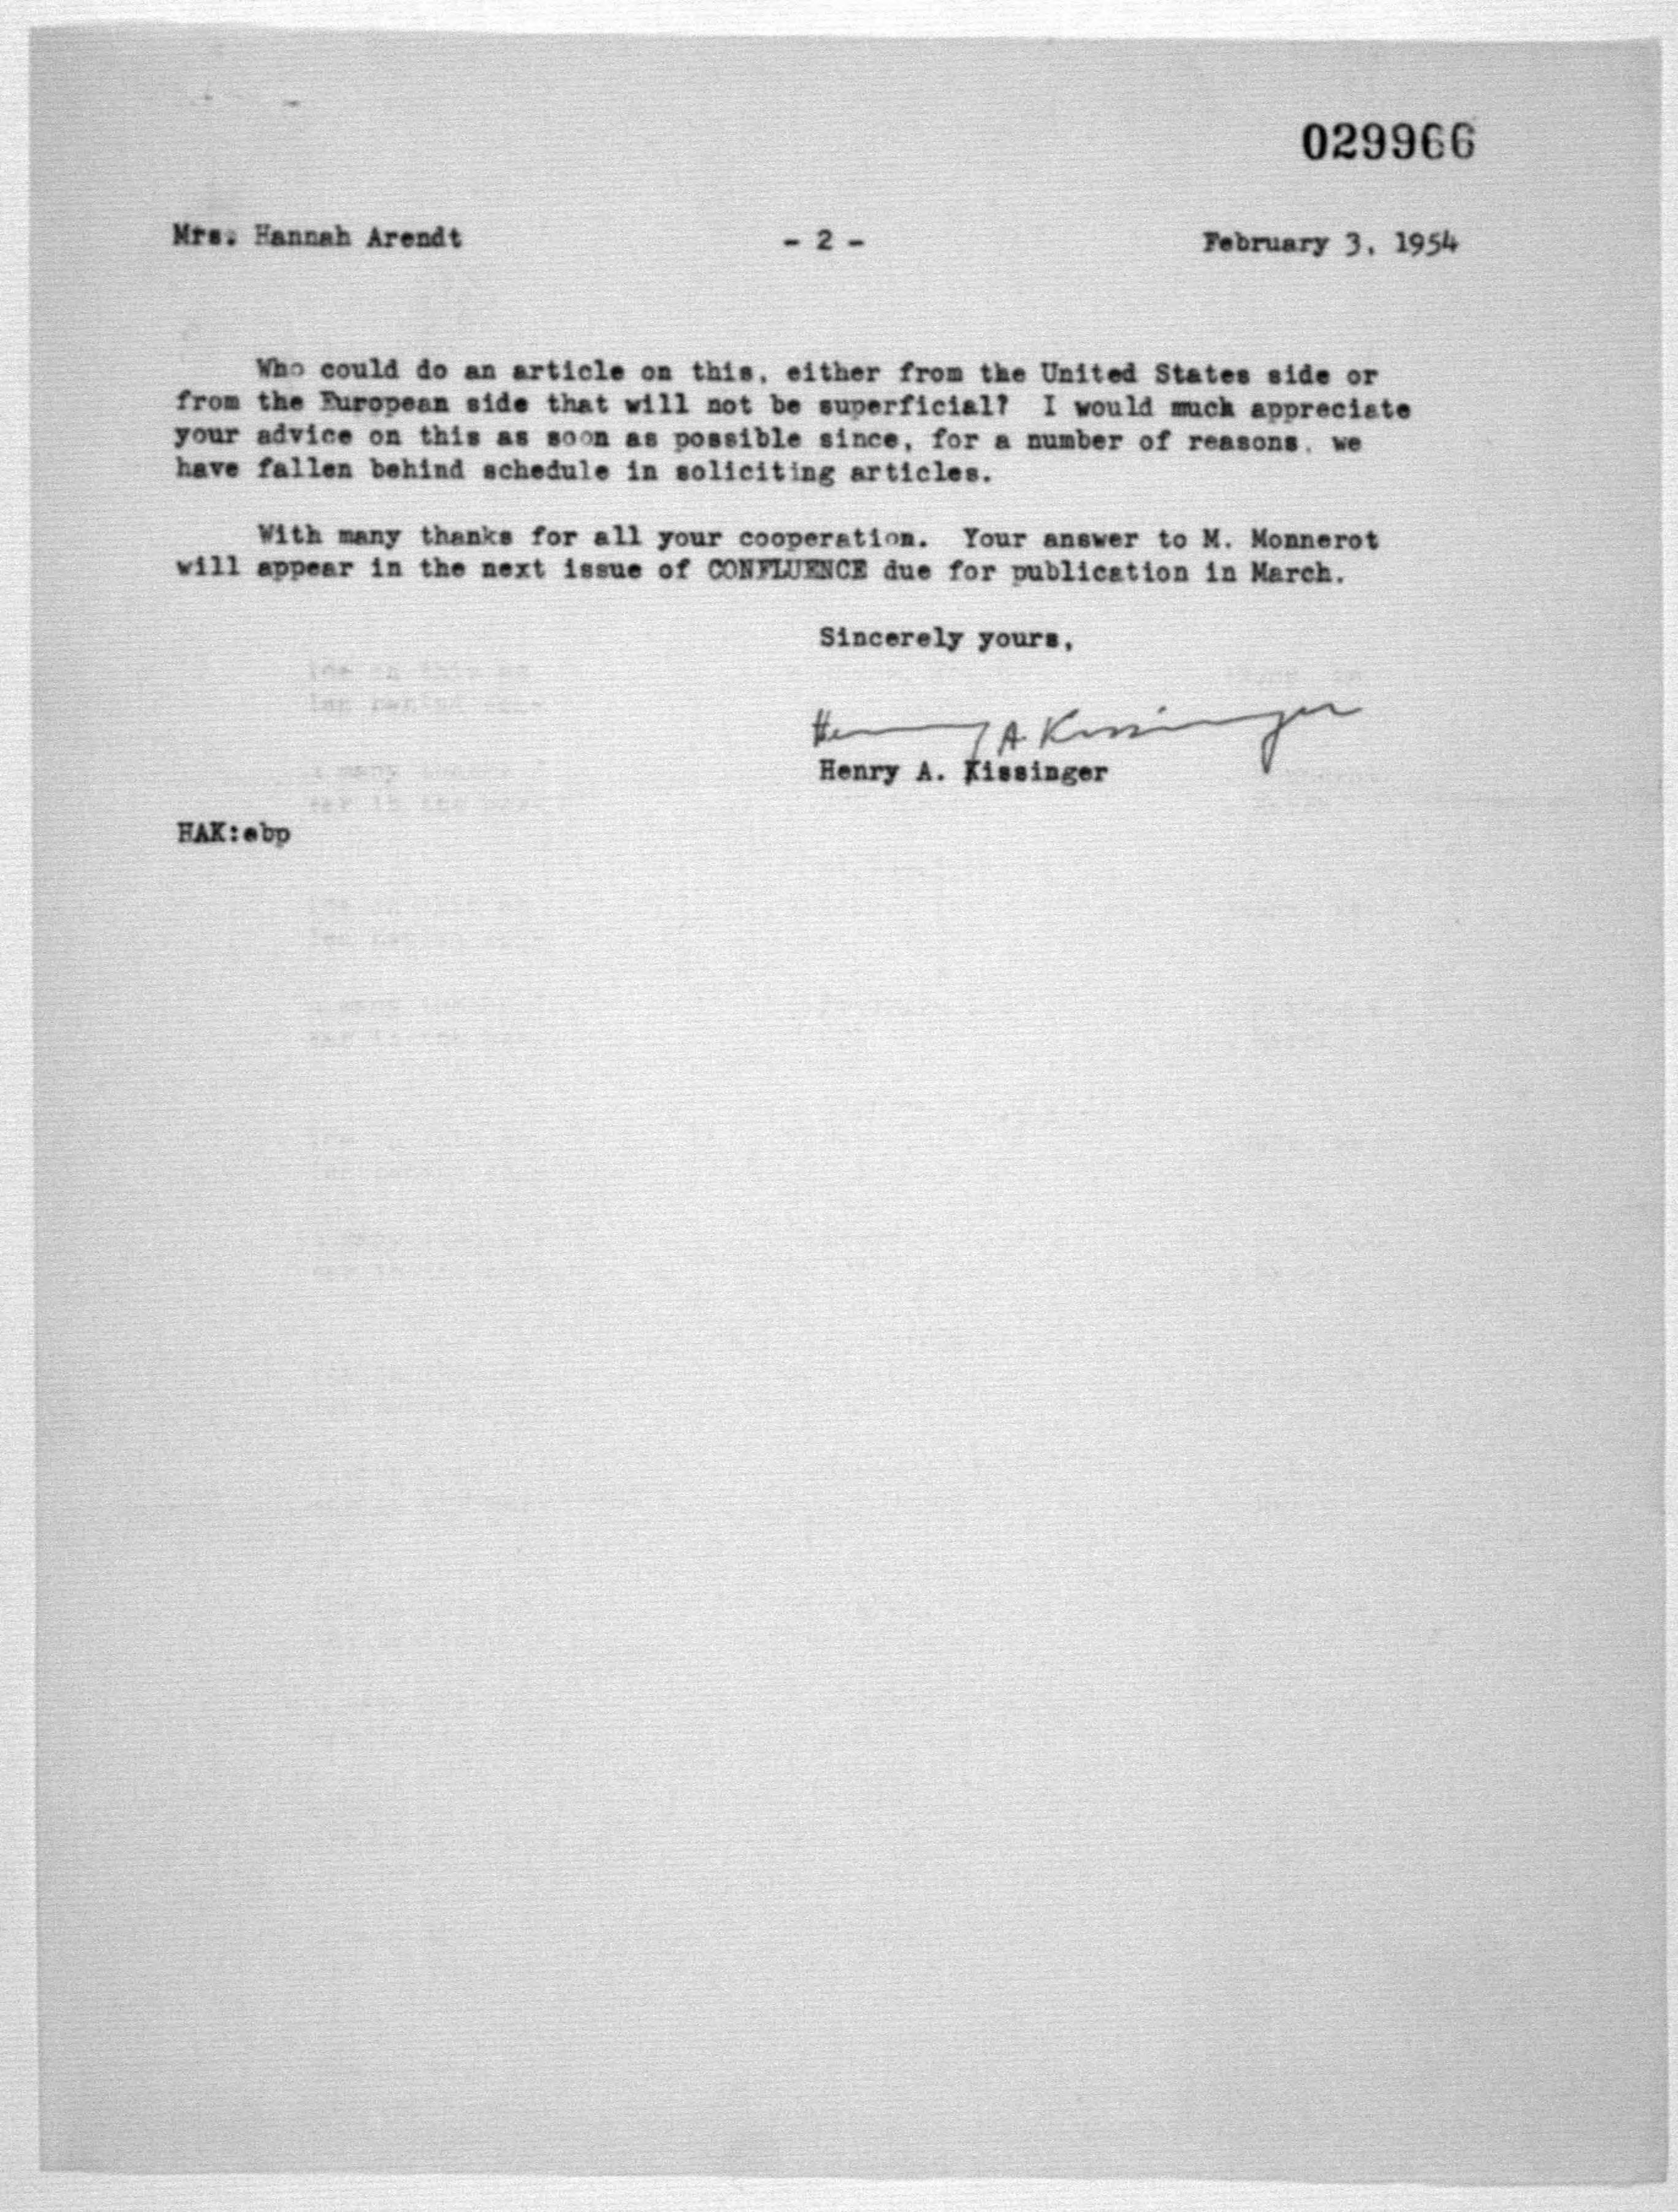 029966
Mrs. Hannah Arendt - 2 - February 3, 1954
Who could do an article on this, either from the United States side or
from the European side that will not be superficial? I would much appreciate
your advice on this as soon as possible since, for a number of reasons, we
have fallen behind schedule in soliciting articles.
With many thanks for all your cooperation. Your answer to M. Monnerot
will appear in the next issue of CONFLUENCE due for publication in March.
Sincerely yours,
Henry A Kissinger
Henry A. Kissinger
HAK:ebp